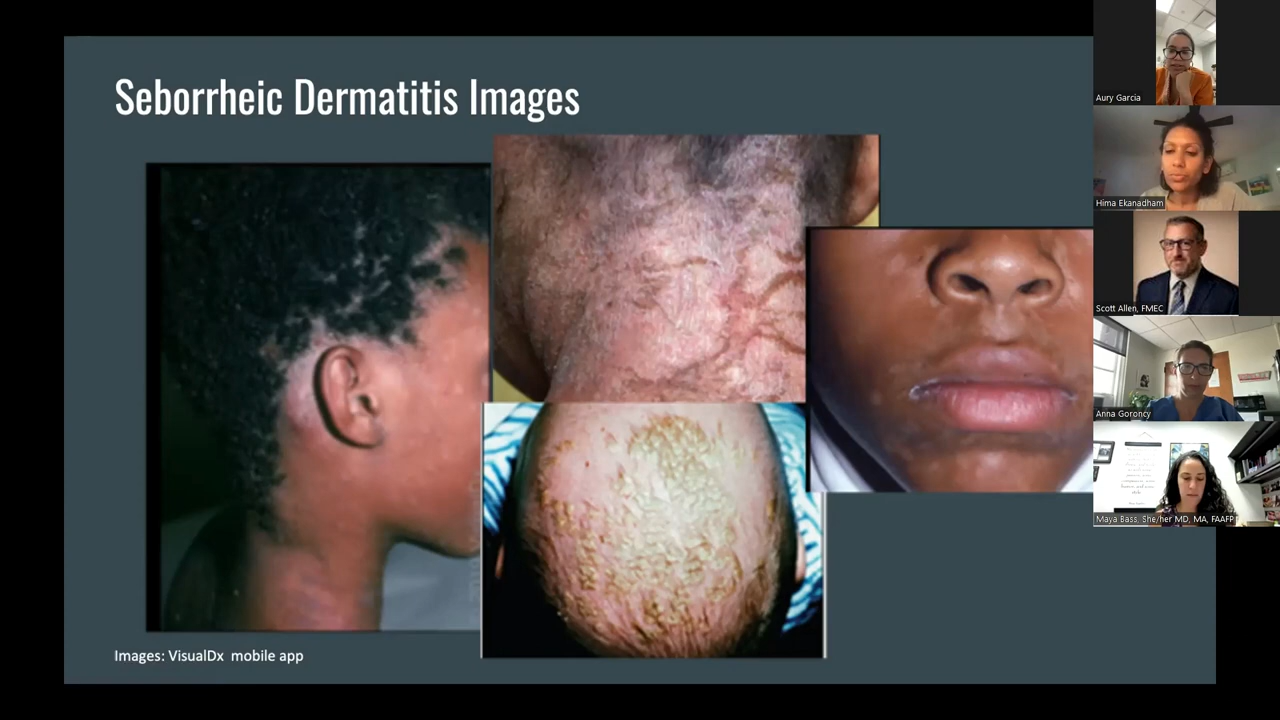 Seborrheic Dermatitis Images
Images: VisualDx mobile app
Aury Garcia
Hima Ekanadham
Scott Allen, FMEC
Anna Goroncy
Maya Bass, She/her MD, MA, FAAFP